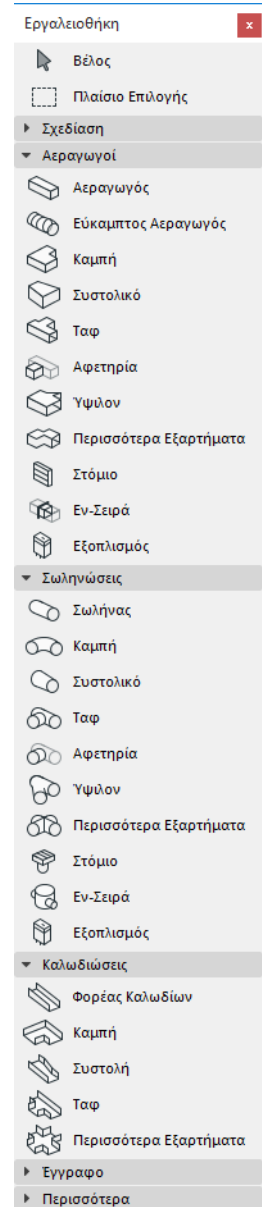 Εργαλειοθήκη
x
Βέλος
Πλαίσιο Επιλογής
Σχεδίαση
Αεραγωγοί
Αεραγωγός
Εύκαμπτος Αεραγωγός
Καμπή
Συστολικό
Ταφ
Αφετηρία
Ύψιλον
Περισσότερα Εξαρτήματα
Στόμιο
Εν-Σειρά
Εξοπλισμός
Σωληνώσεις
Σωλήνας
Καμπή
Συστολικό
Ταφ
Αφετηρία
Ύψιλον
Περισσότερα Εξαρτήματα
Στόμιο
Εν-Σειρά
Εξοπλισμός
Καλωδιώσεις
Φορέας Καλωδίων
Καμπή
Συστολή
Ταφ
Περισσότερα Εξαρτήματα
Έγγραφο
Περισσότερα